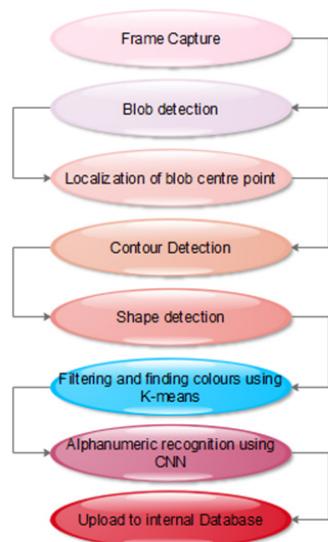 Frame Capture
Blob detection
Localization of blob centre point
Contour Detection
Shape detection
Filtering and finding colours using
K-means
Alphanumeric recognition using
CNN
Upload to internal Database